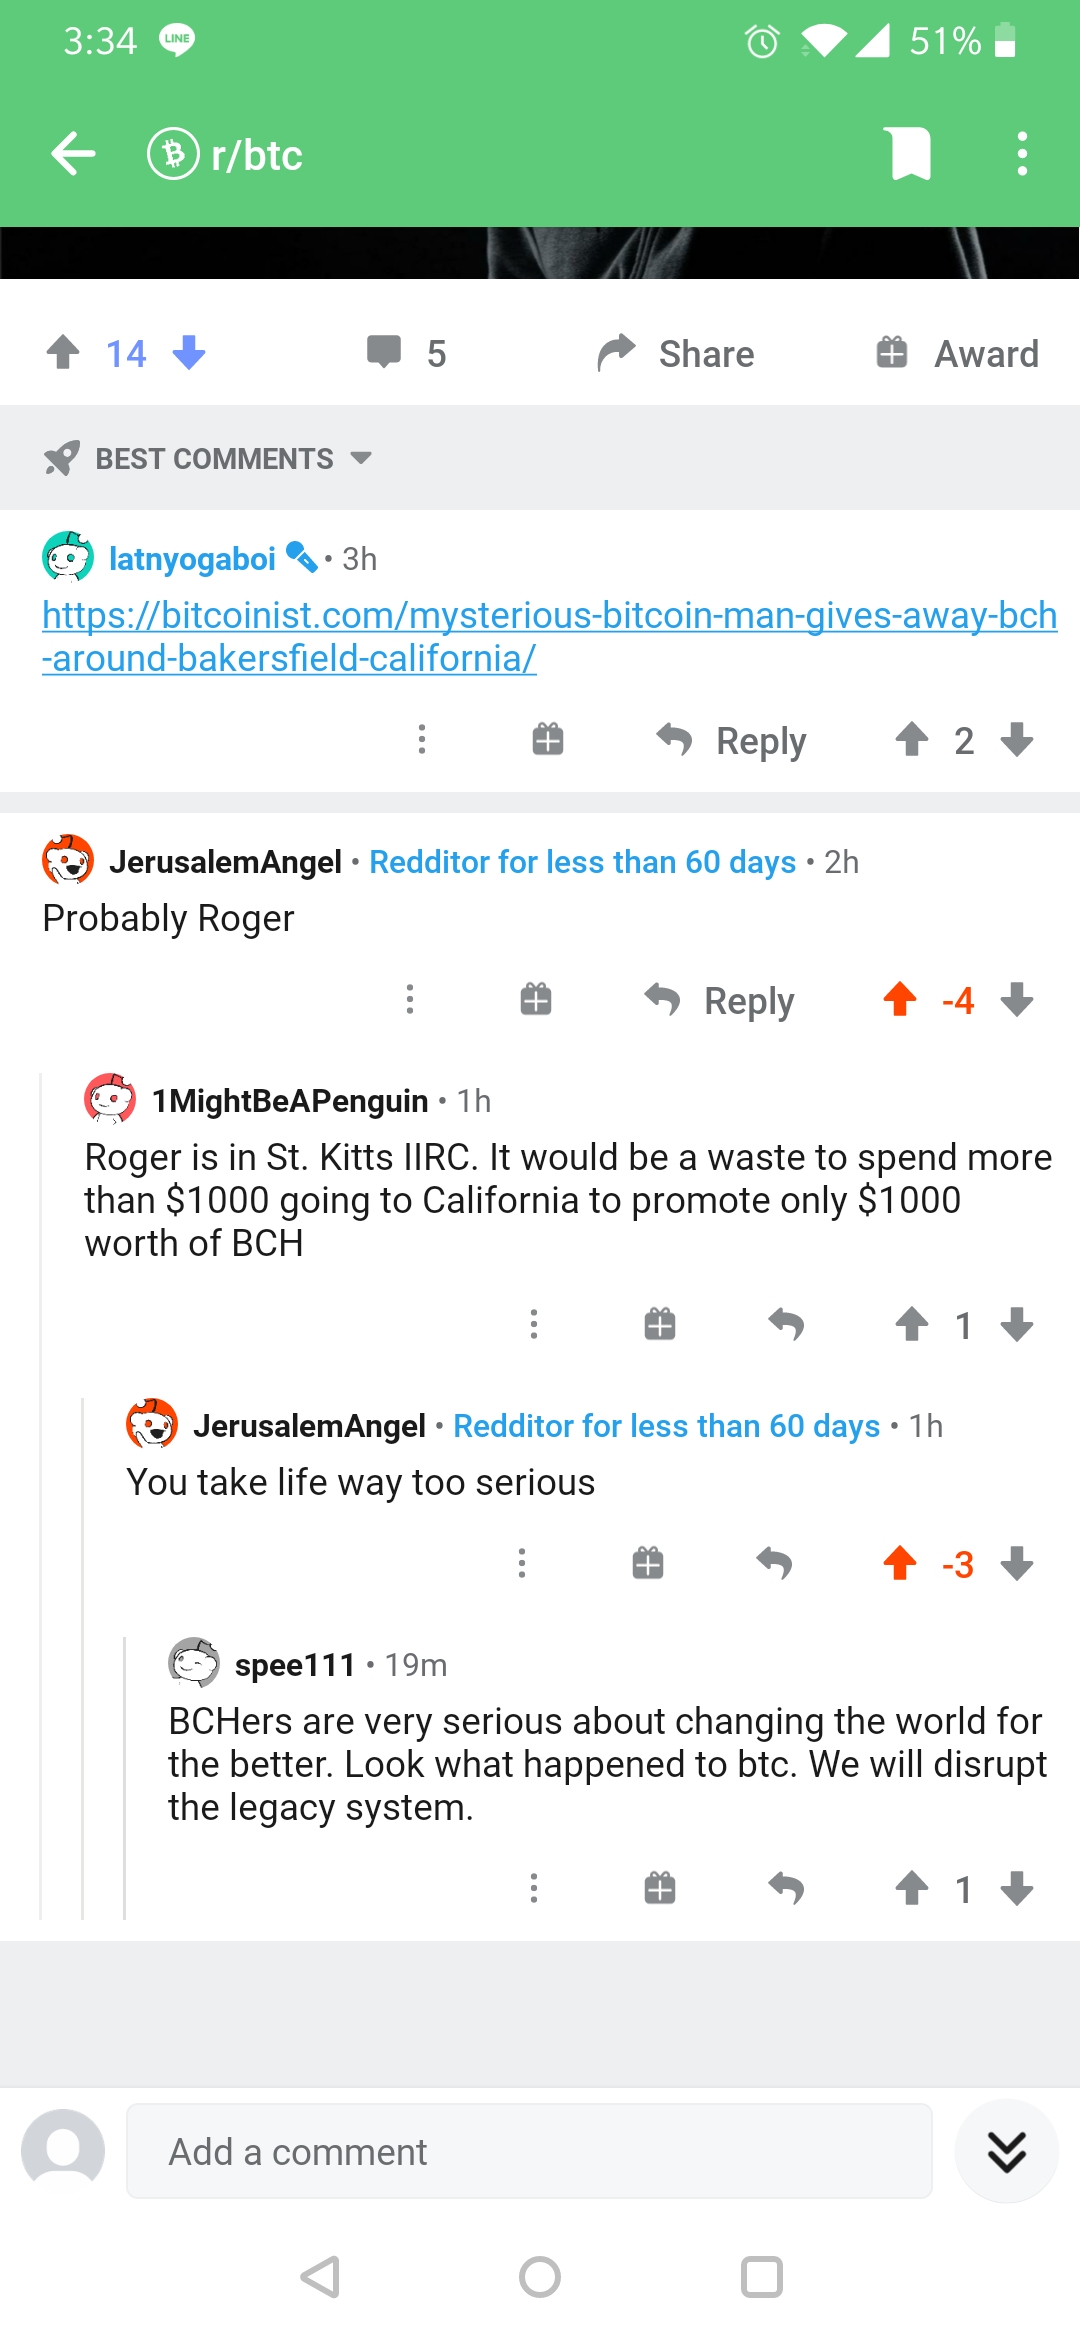 3:34 LINE 51%
r/btc
14 5 Share Award
BEST COMMENTS
latnyogaboi • 3h
https://bitcoinist.com/mysterious-bitcoin-man-gives-away-bch
-around-bakersfield-california/
Reply 2
JerusalemAngel • Redditor for less than 60 days • 2h
Probably Roger
Reply -4
1MightBeAPenguin • 1h
Roger is in St. Kitts IIRC. It would be a waste to spend more
than $1000 going to California to promote only $1000
worth of BCH
1
JerusalemAngel • Redditor for less than 60 days • 1h
You take life way too serious
-3
spee111 • 19m
BCHers are very serious about changing the world for
the better. Look what happened to btc. We will disrupt
the legacy system.
1
Add a comment